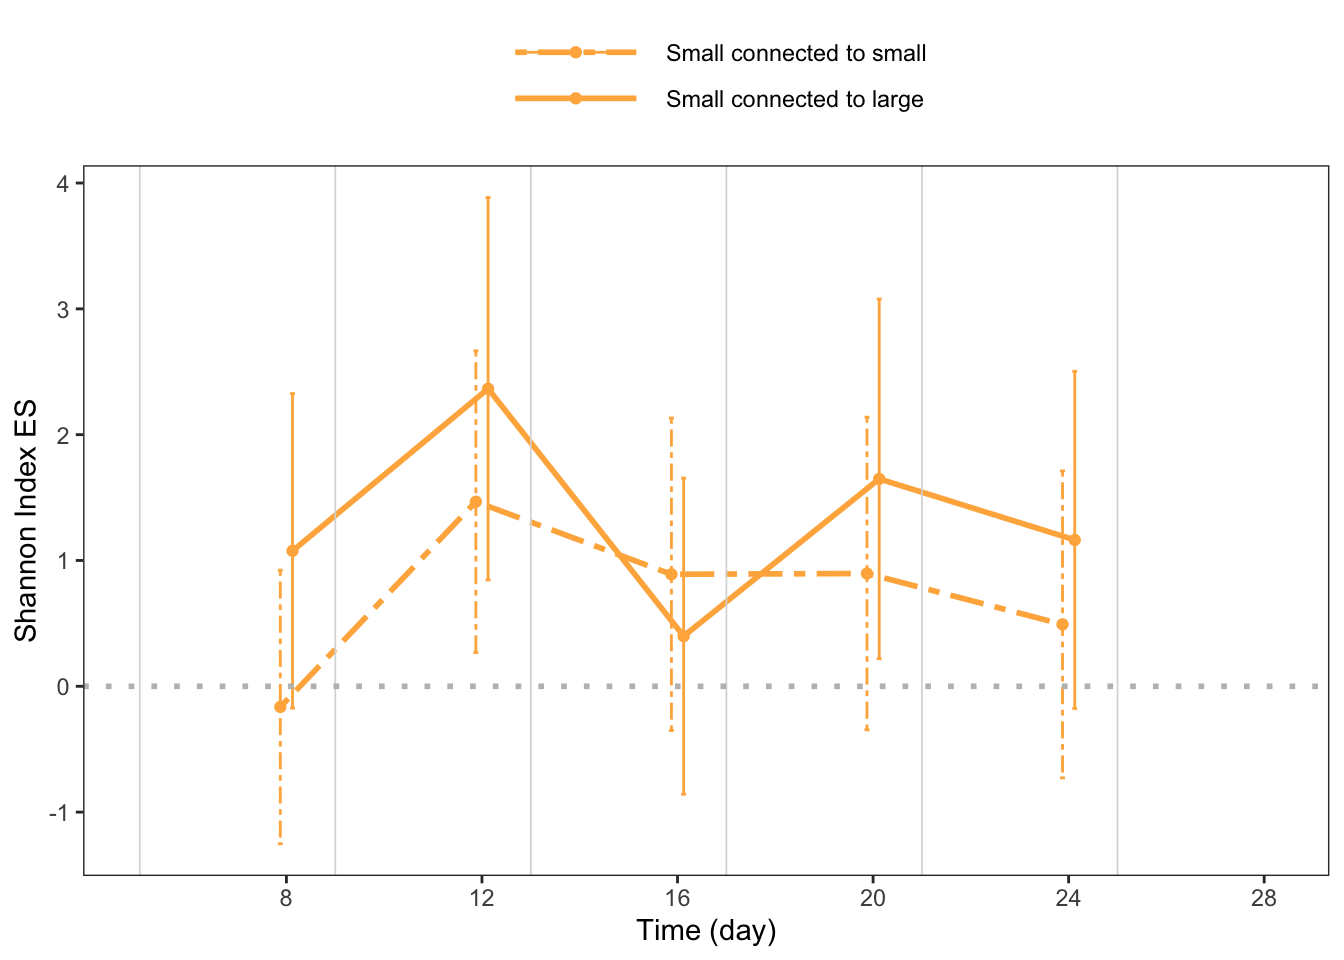 Small connected to small
Small connected to large
4
3
2
1
0
-1
Shannon Index ES
8 12 16 20 24 28
Time (day)